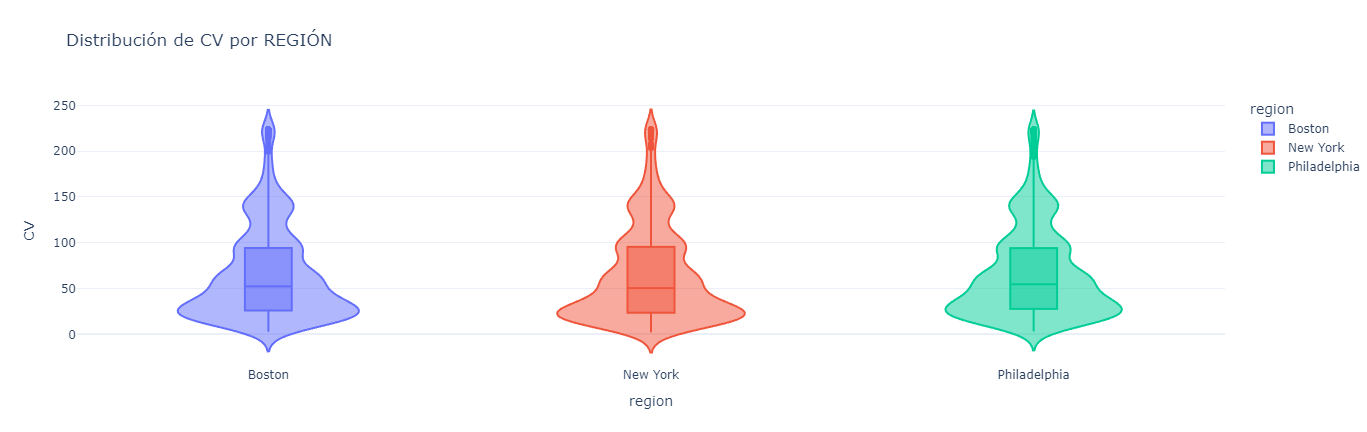 Distribución de CV por REGIÓN
250
200
150
100
50
0
CV
Boston
New York
Philadelphia
region
region
Boston
New York
Philadelphia